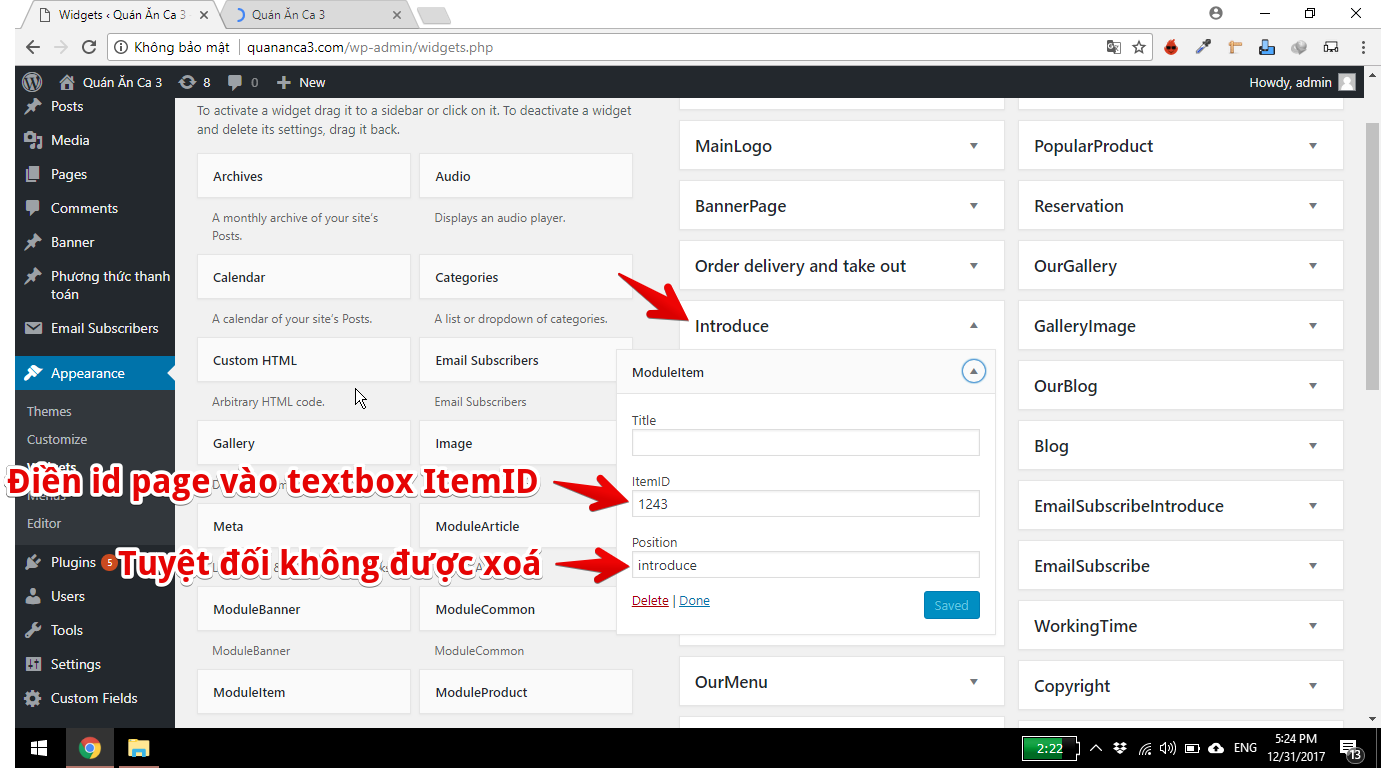 Widgets ‹ Quán Ăn Ca 3
Quán Ăn Ca 3
Không bảo mật
quananca3.com/wp-admin/widgets.php
Quán Ăn Ca 3
8
0
New
Howdy, admin
Posts
Media
Pages
Comments
Banner
Phương thức thanh
toán
Email Subscribers
Appearance
Themes
Customize
Widgets
Menus
Editor
Plugins 5
Users
Tools
Settings
Custom Fields
To activate a widget drag it to a sidebar or click on it. To deactivate a widget
and delete its settings, drag it back.
Archives
A monthly archive of your site's
Posts.
Audio
Displays an audio player.
Calendar
A calendar of your site's Posts.
Categories
A list or dropdown of categories.
Custom HTML
Arbitrary HTML code.
Email Subscribers
Email Subscribers
Gallery
Image
Điền id page vào textbox ItemID
Meta
ModuleArticle
Tuyệt đối không được xoá
ModuleBanner
ModuleBanner
ModuleCommon
ModuleCommon
ModuleItem
ModuleProduct
MainLogo
BannerPage
Order delivery and take out
Introduce
ModuleItem
Title
ItemID
1243
Position
introduce
Delete | Done
Saved
OurMenu
PopularProduct
Reservation
OurGallery
GalleryImage
OurBlog
Blog
EmailSubscribeIntroduce
EmailSubscribe
WorkingTime
Copyright
2:22
ENG
5:24 PM
12/31/2017
13